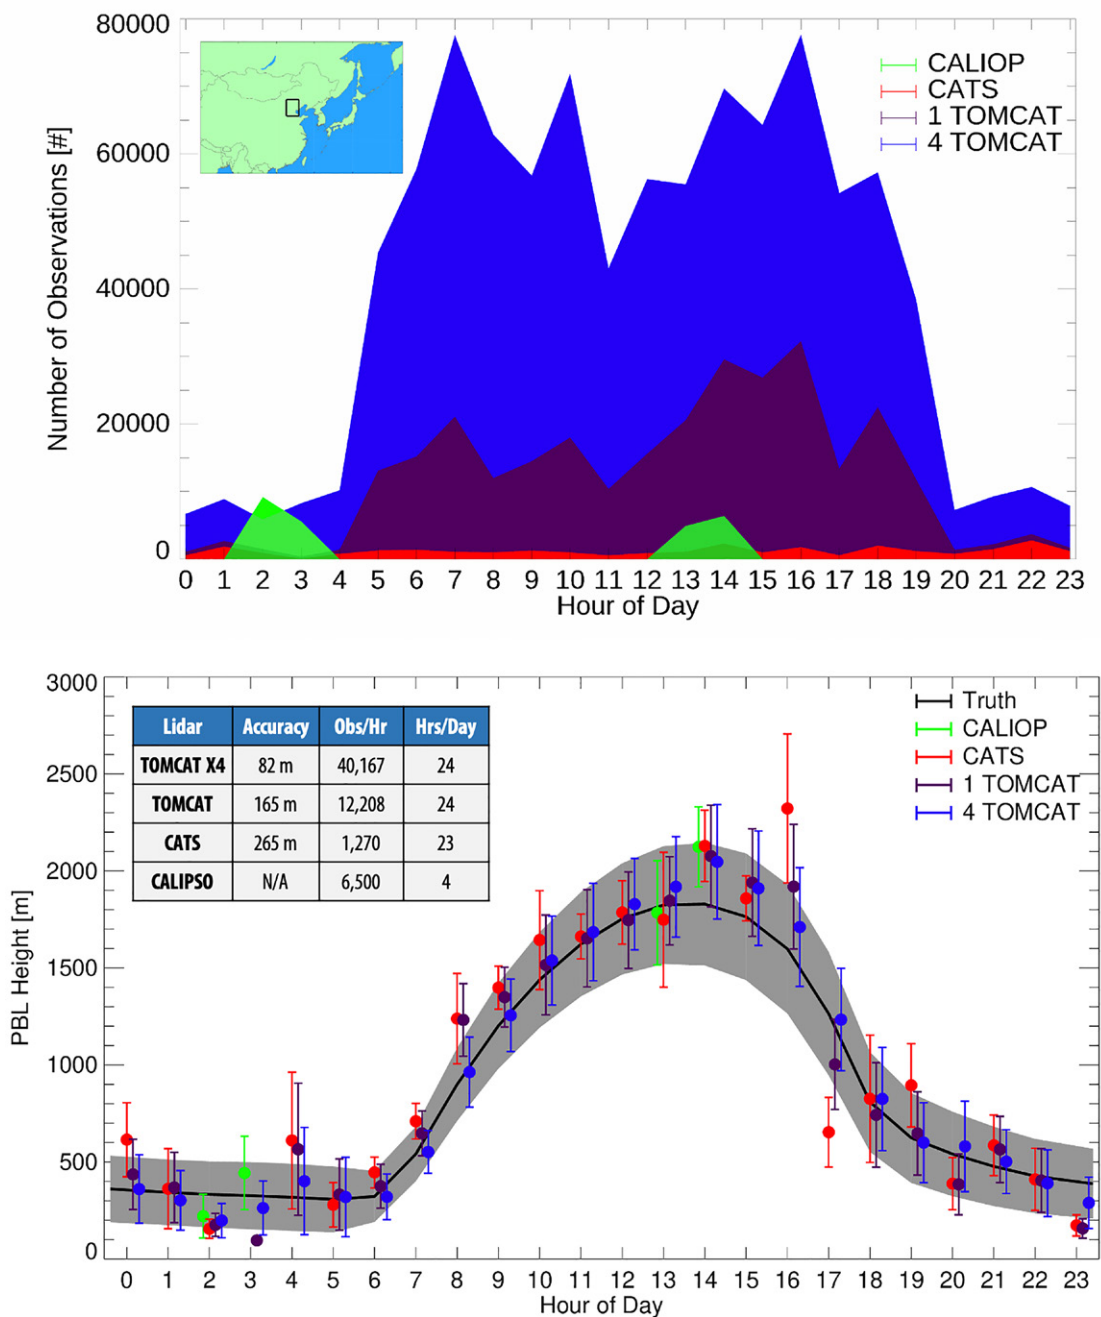 80000
60000
40000
20000
0
Number of Observations [#]
CALIOP
CATS
1 TOMCAT
4 TOMCAT
0 1 2 3 4 5 6 7 8 9 10 11 12 13 14 15 16 17 18 19 20 21 22 23
Hour of Day
3000
2500
2000
1500
1000
500
0
PBL Height [m]
Lidar Accuracy Obs/Hr Hrs/Day
TOMCAT X4 82 m 40,167 24
TOMCAT 165 m 12,208 24
CATS 265 m 1,270 23
CALIPSO N/A 6,500 4
Truth
CALIOP
CATS
1 TOMCAT
4 TOMCAT
0 1 2 3 4 5 6 7 8 9 10 11 12 13 14 15 16 17 18 19 20 21 22 23
Hour of Day